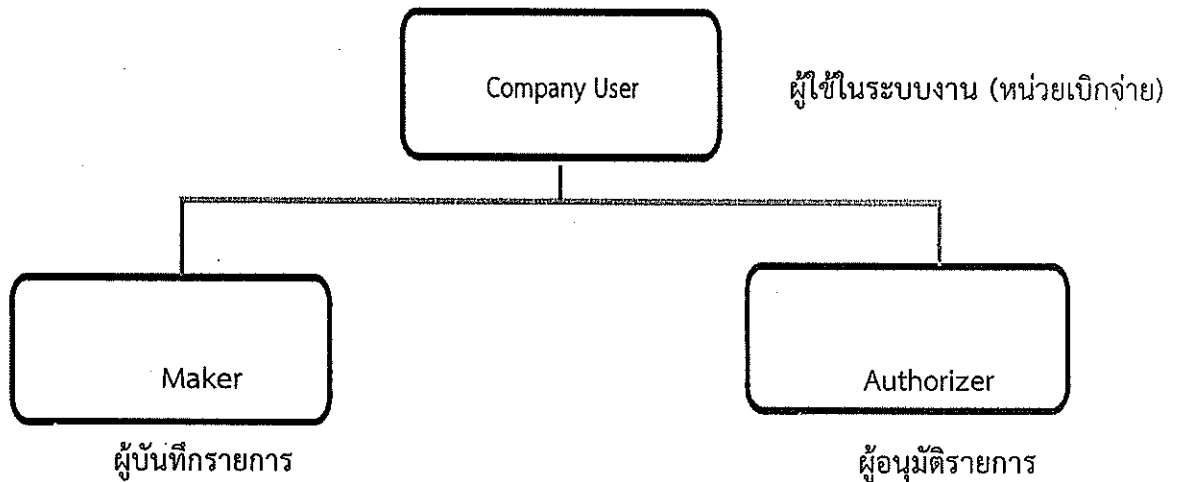 Company User
ผู้ใช้ในระบบงาน (หน่วยเบิกจ่าย)
Maker
Authorizer
ผู้บันทึกรายการ
ผู้อนุมัติรายการ